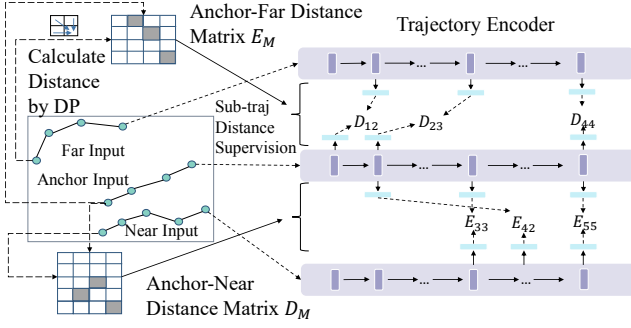 Anchor-Far Distance
Matrix E_M
Trajectory Encoder
Calculate
Distance
by DP
Sub-traj
Distance
Supervision
Far Input
Anchor Input
Near Input
...
...
D_12
D_23
D_44
...
...
E_33
E_42
E_55
...
...
Anchor-Near
Distance Matrix D_M